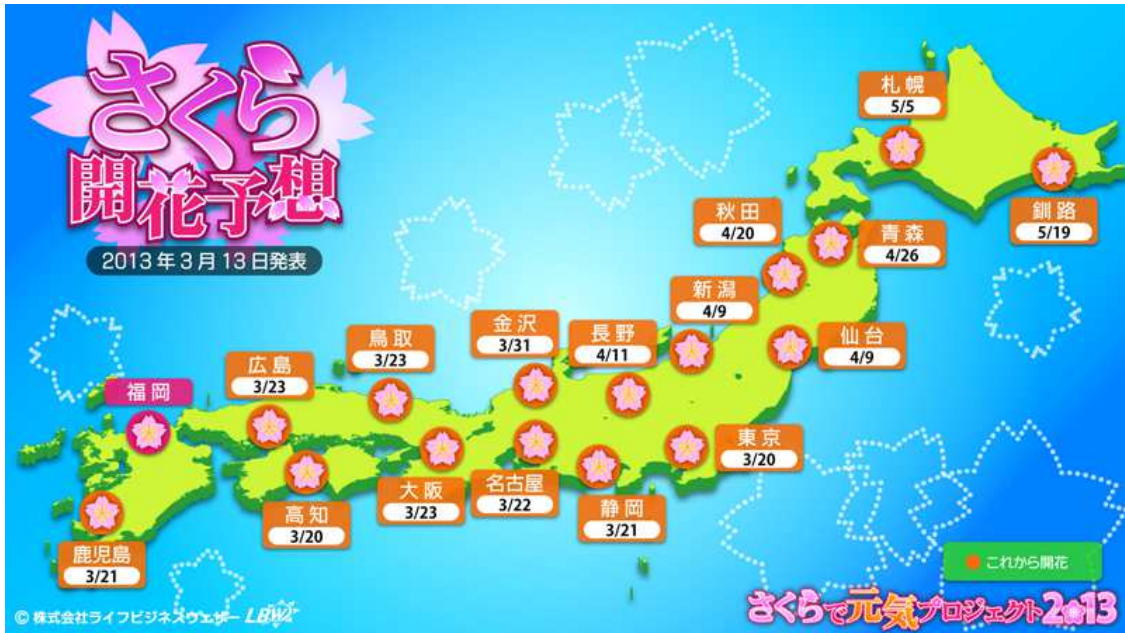 さくら
開花予想
2013年3月13日発表
札幌
5/5
釧路
5/19
秋田
4/20
青森
4/26
新潟
4/9
仙台
4/9
金沢
3/31
長野
4/11
鳥取
3/23
広島
3/23
福岡
東京
3/20
名古屋
3/22
静岡
3/21
大阪
3/23
高知
3/20
鹿児島
3/21
これから開花
© 株式会社ライフビジネスウェザー LBW
さくらで元気プロジェクト2013